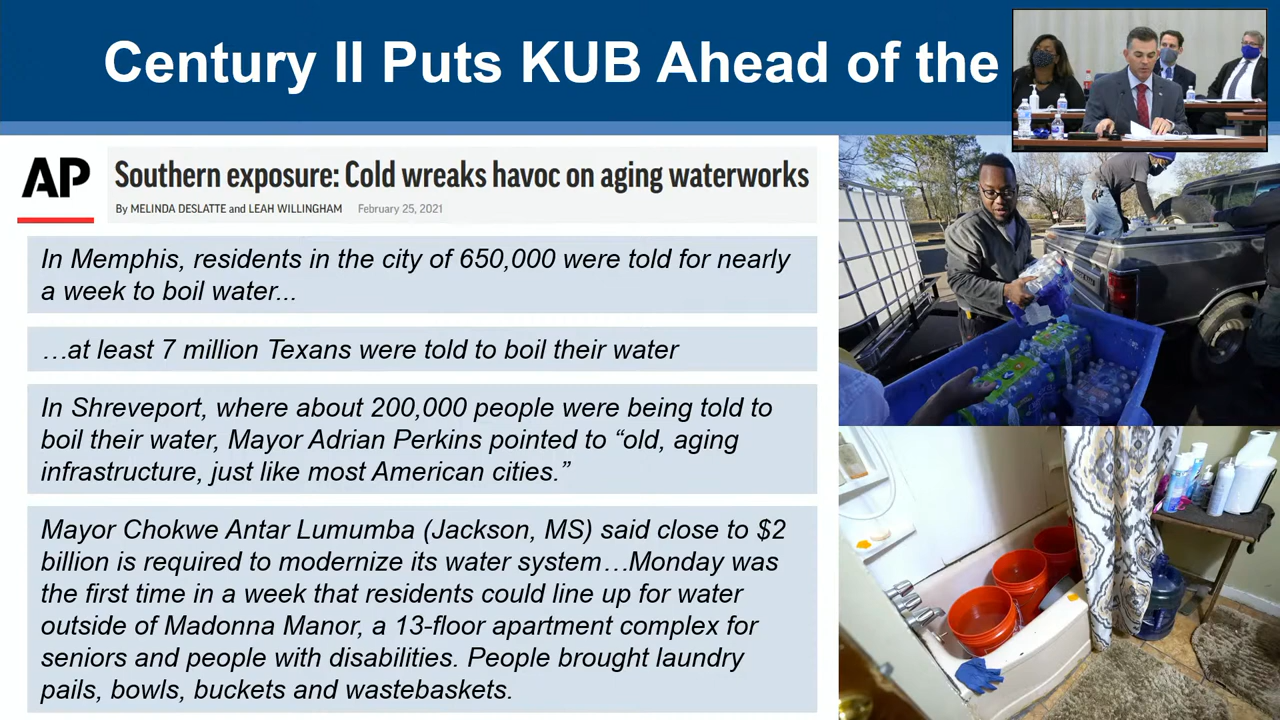 Century II Puts KUB Ahead of the
AP
Southern exposure: Cold wreaks havoc on aging waterworks
By MELINDA DESLATTE and LEAH WILLINGHAM February 25, 2021
In Memphis, residents in the city of 650,000 were told for nearly
a week to boil water...
…at least 7 million Texans were told to boil their water
In Shreveport, where about 200,000 people were being told to
boil their water, Mayor Adrian Perkins pointed to “old, aging
infrastructure, just like most American cities.”
Mayor Chokwe Antar Lumumba (Jackson, MS) said close to $2
billion is required to modernize its water system…Monday was
the first time in a week that residents could line up for water
outside of Madonna Manor, a 13-floor apartment complex for
seniors and people with disabilities. People brought laundry
pails, bowls, buckets and wastebaskets.